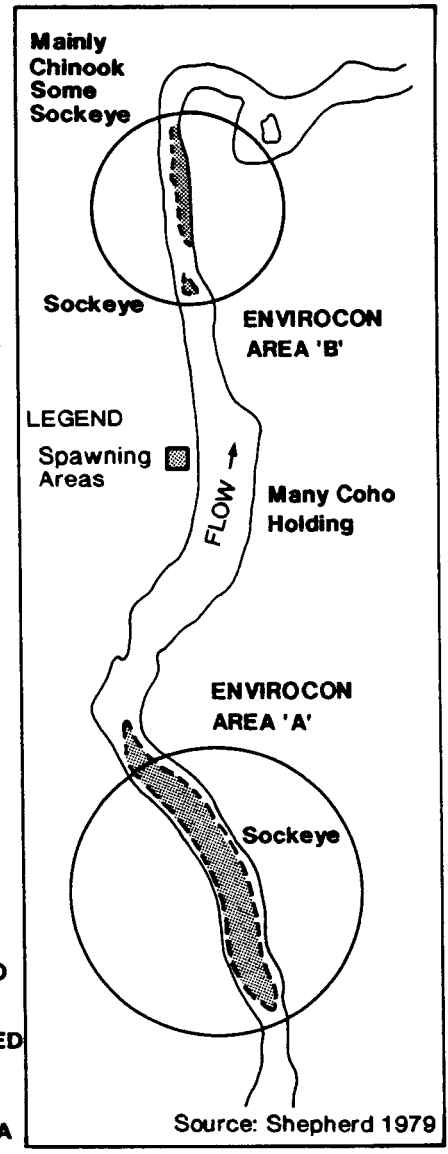 Mainly
Chinook
Some
Sockeye
Sockeye
ENVIROCON
AREA 'B'
LEGEND
Spawning
Areas
FLOW
Many Coho
Holding
ENVIROCON
AREA 'A'
Sockeye
D
ED
A
Source: Shepherd 1979